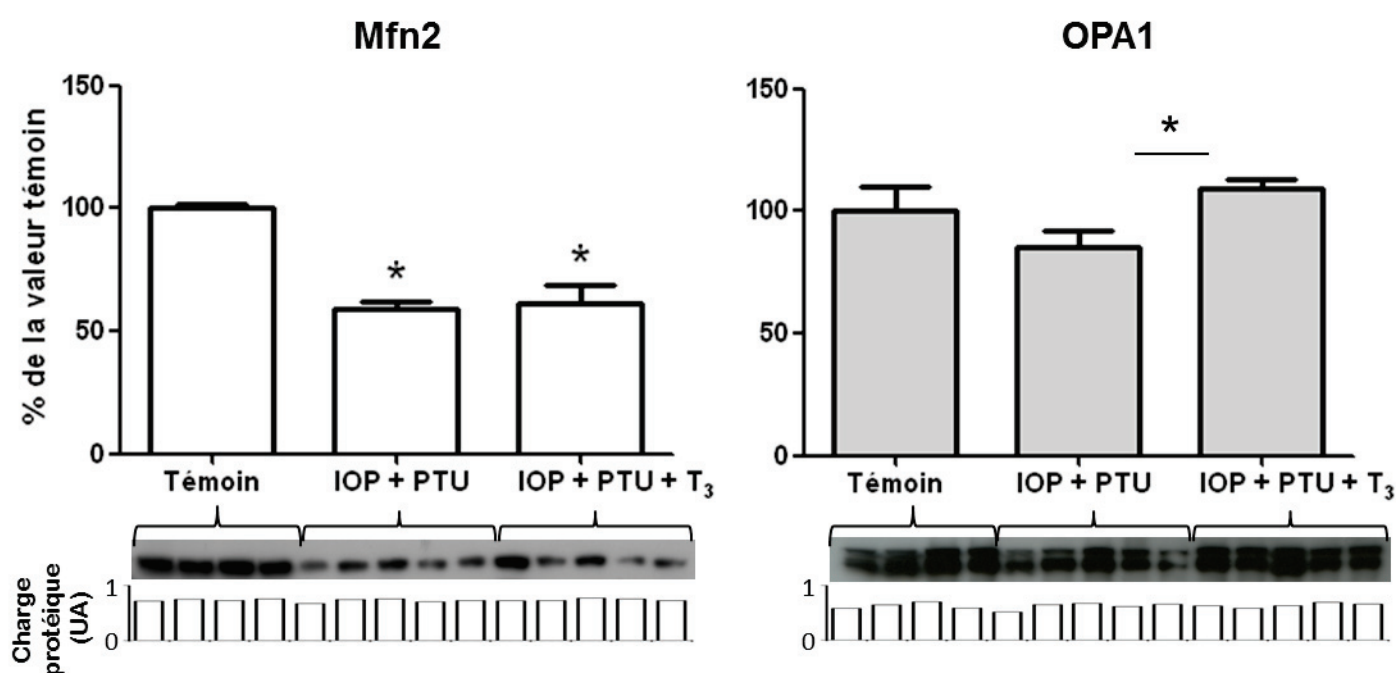 Mfn2
% de la valeur témoin
150
100
50
0
*
*
Témoin
IOP + PTU
IOP + PTU + T₃
Charge
protéique
(UA)
1
0
OPA1
150
100
50
0
*
Témoin
IOP + PTU
IOP + PTU + T₃
1
0